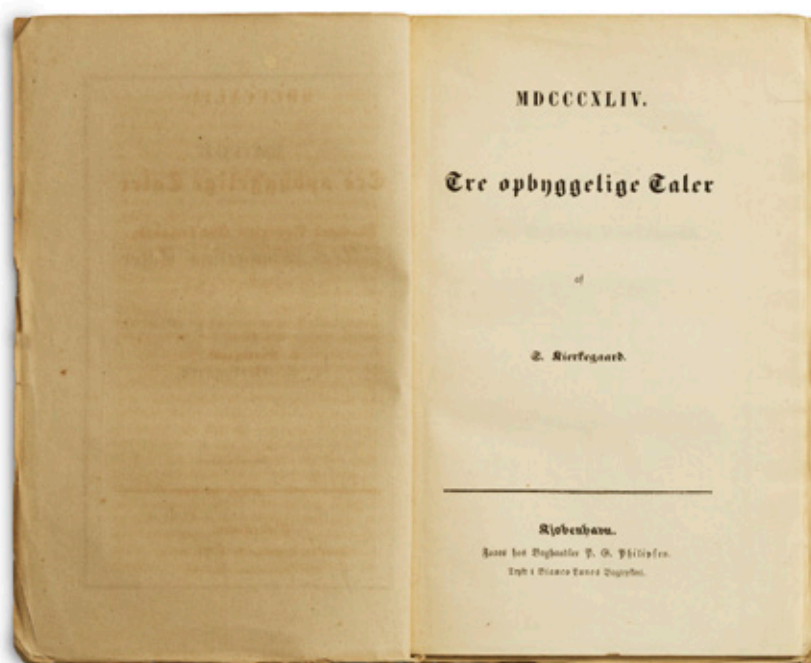 MDCCCXLIV.
Tre opbyggelige Taler
af
S. Kierkegaard.
Kjøbenhavn.
Faaes hos Boghandler P. G. Philipsen.
Trykt i Bianco Lunos Bogtrykkeri.